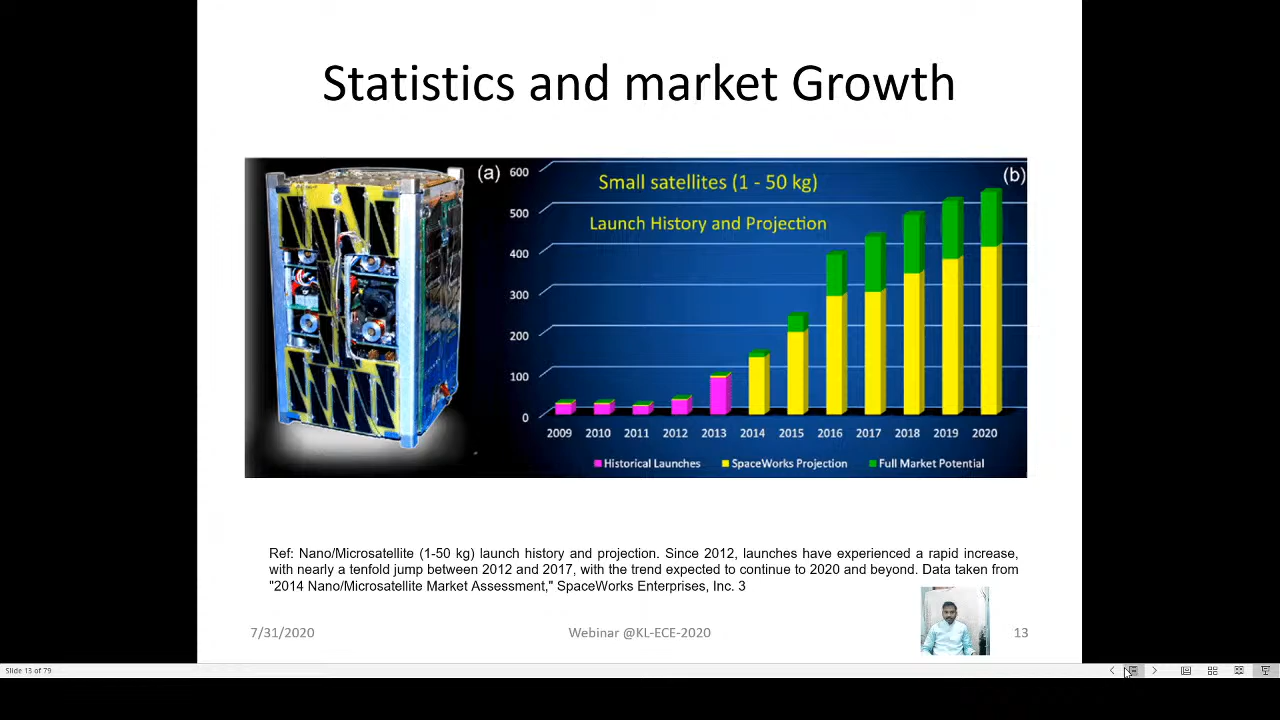 Statistics and market Growth
(a)
(b)
Small satellites (1 - 50 kg)
Launch History and Projection
600
500
400
300
200
100
0
2009 2010 2011 2012 2013 2014 2015 2016 2017 2018 2019 2020
Historical Launches SpaceWorks Projection Full Market Potential
Ref: Nano/Microsatellite (1-50 kg) launch history and projection. Since 2012, launches have experienced a rapid increase,
with nearly a tenfold jump between 2012 and 2017, with the trend expected to continue to 2020 and beyond. Data taken from
"2014 Nano/Microsatellite Market Assessment," SpaceWorks Enterprises, Inc. 3
7/31/2020 Webinar @KL-ECE-2020 13
Slide 13 of 79